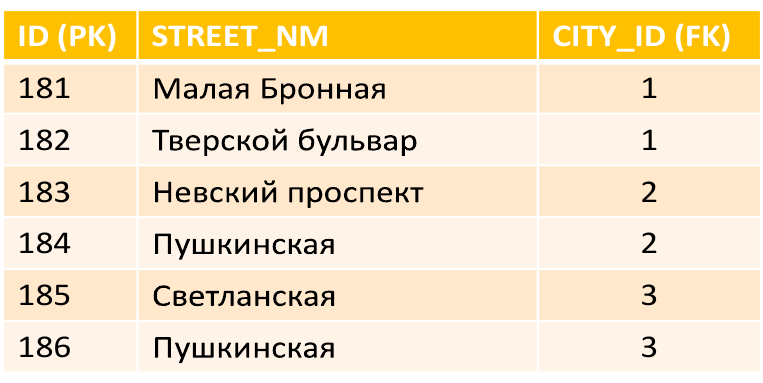 ID (PK) STREET_NM CITY_ID (FK)
181 Малая Бронная 1
182 Тверской бульвар 1
183 Невский проспект 2
184 Пушкинская 2
185 Светланская 3
186 Пушкинская 3